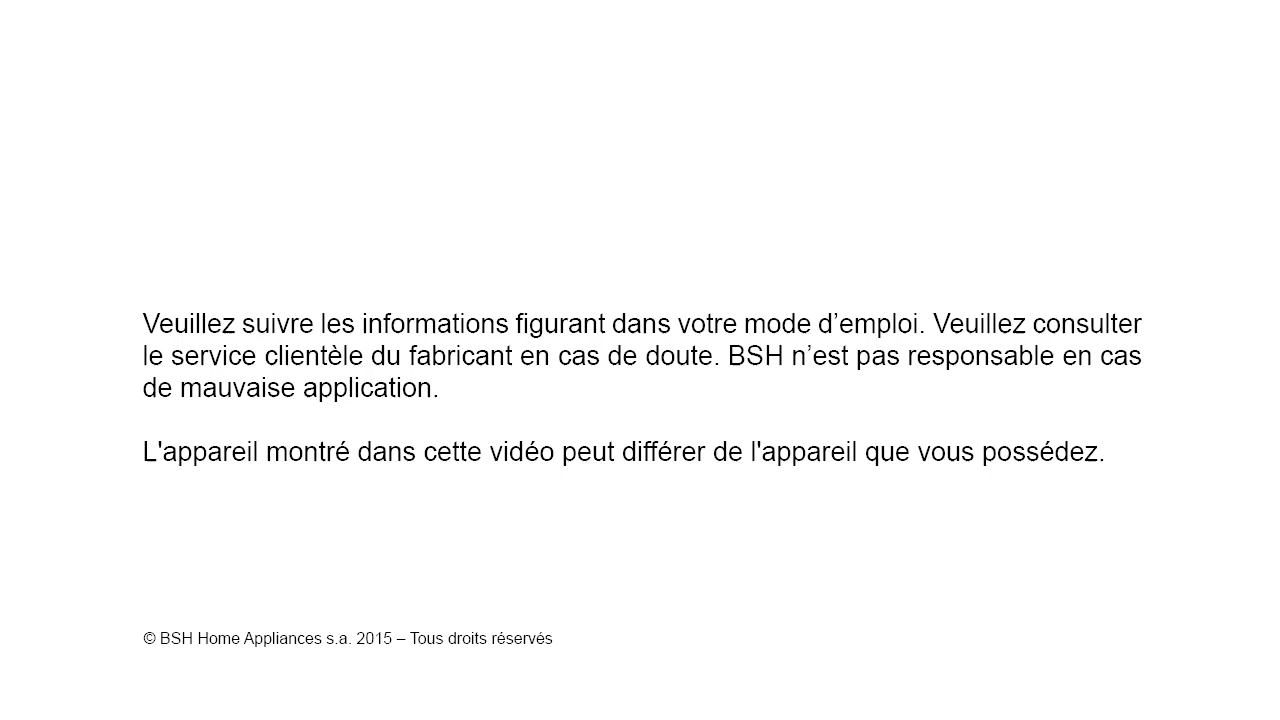 Veuillez suivre les informations figurant dans votre mode d’emploi. Veuillez consulter
le service clientèle du fabricant en cas de doute. BSH n’est pas responsable en cas
de mauvaise application.
L'appareil montré dans cette vidéo peut différer de l'appareil que vous possédez.
© BSH Home Appliances s.a. 2015 – Tous droits réservés